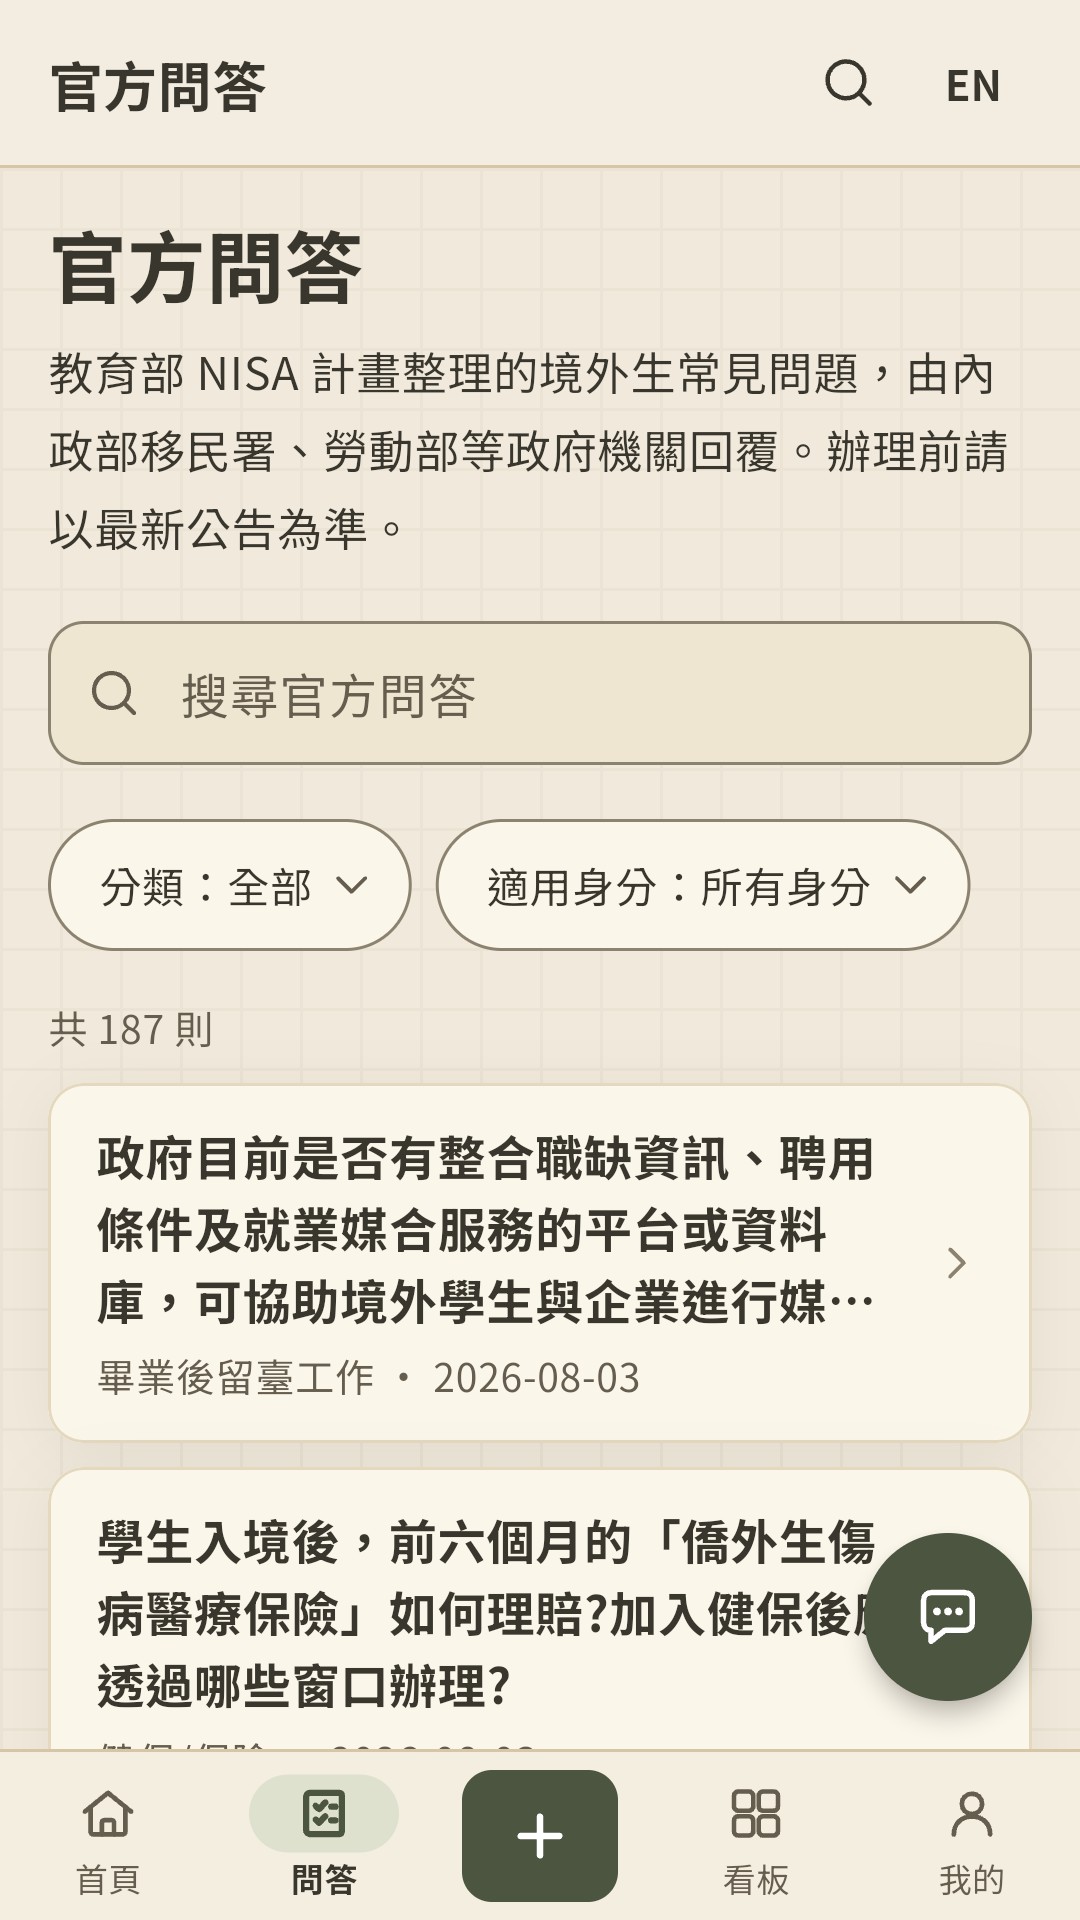 官方問答
EN
官方問答
教育部 NISA 計畫整理的境外生常見問題，由內
政部移民署、勞動部等政府機關回覆。辦理前請
以最新公告為準。
搜尋官方問答
分類：全部
適用身分：所有身分
共 187 則
政府目前是否有整合職缺資訊、聘用
條件及就業媒合服務的平台或資料
庫，可協助境外學生與企業進行媒…
畢業後留臺工作 · 2026-08-03
學生入境後，前六個月的「僑外生傷
病醫療保險」如何理賠?加入健保後
透過哪些窗口辦理?
首頁
問答
看板
我的